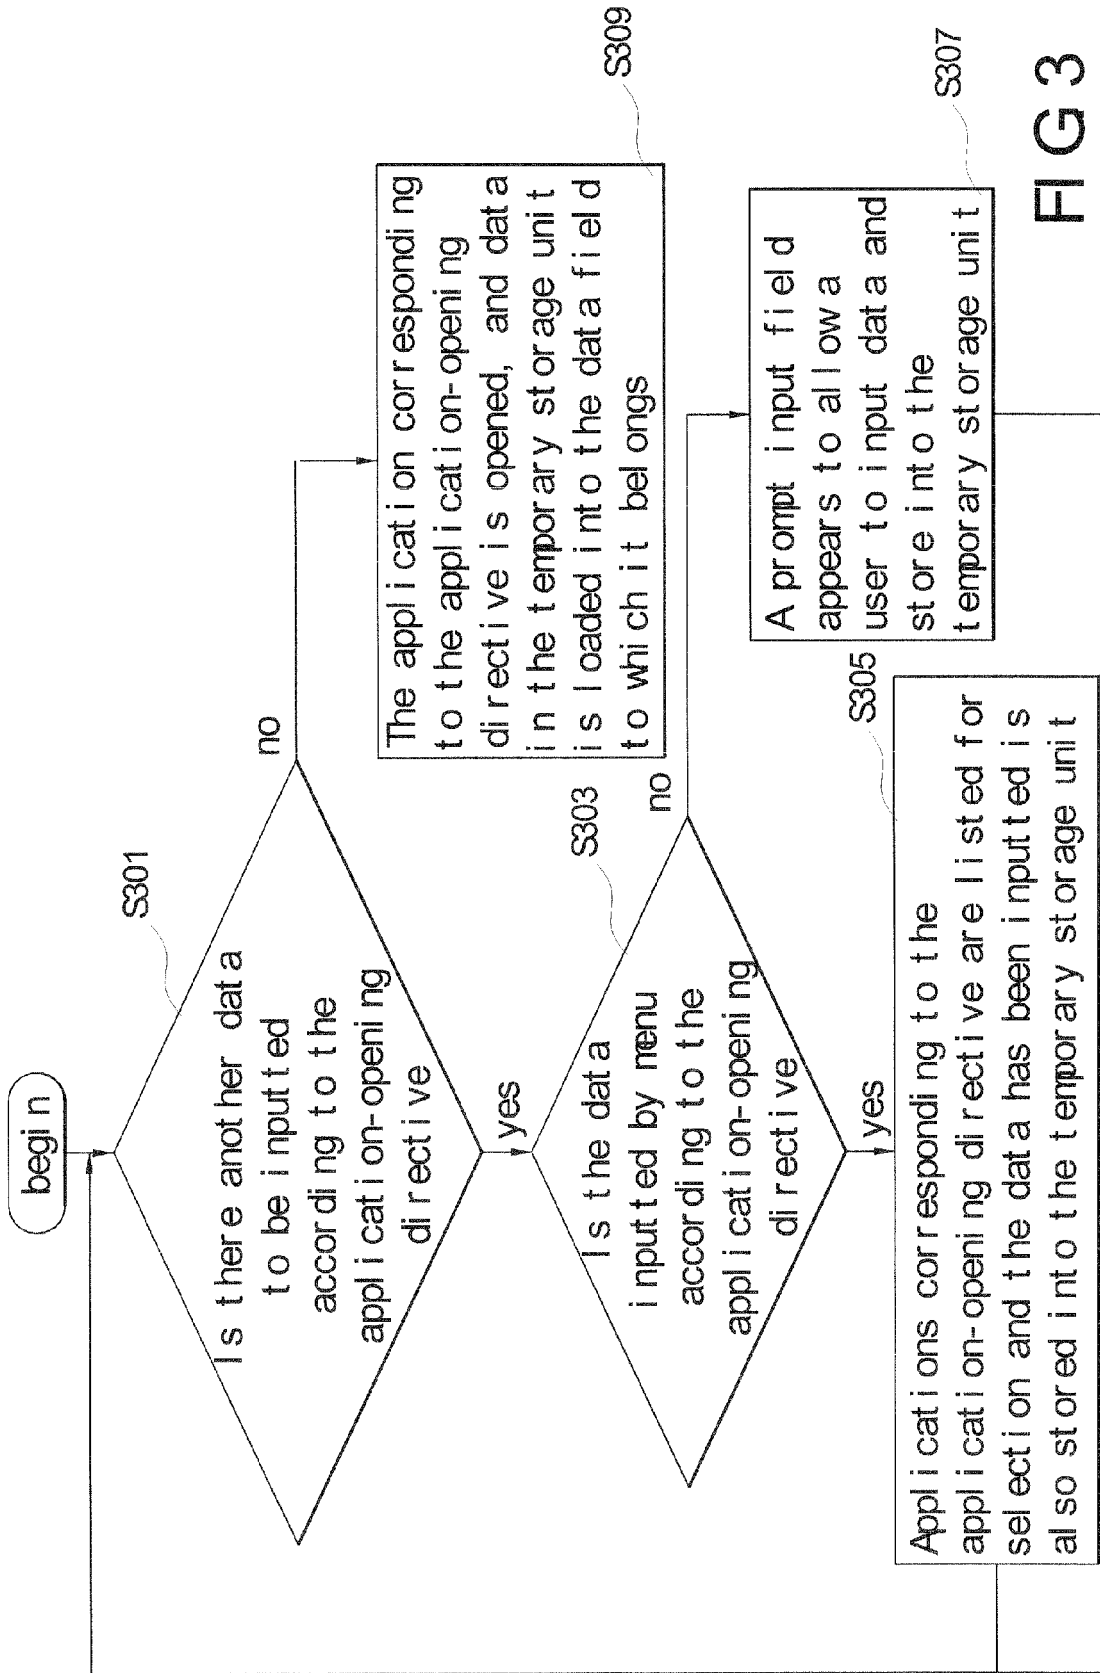 begin
S301
Is there another data
to be inputted
according to the
application-opening
directive
no
yes
S309
The application corresponding
to the application-opening
directive is opened, and data
in the temporary storage unit
is loaded into the data field
to which it belongs
S303
Is the data
inputted by menu
according to the
application-opening
directive
no
yes
S307
A prompt input field
appears to allow a
user to input data and
store into the
temporary storage unit
S305
Applications corresponding to the
application-opening directive are listed for
selection and the data has been inputted is
also stored into the temporary storage unit
FIG 3